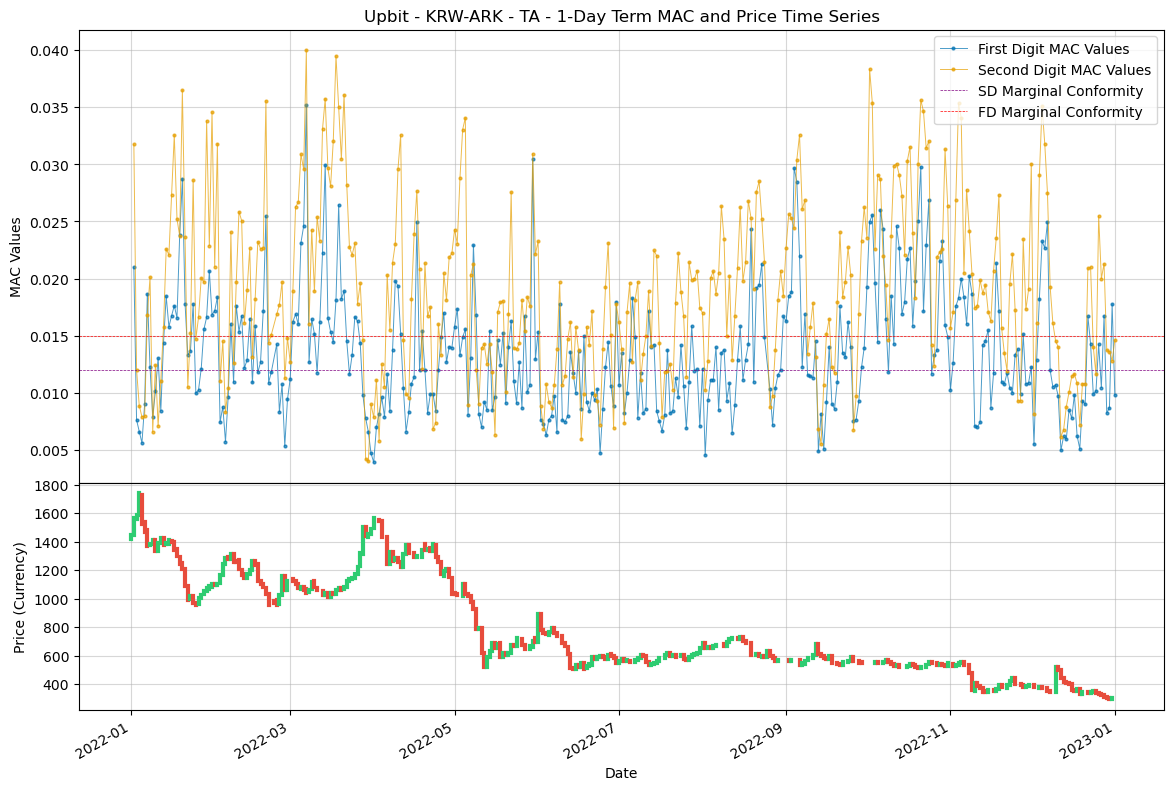 Upbit - KRW-ARK - TA - 1-Day Term MAC and Price Time Series
First Digit MAC Values
Second Digit MAC Values
SD Marginal Conformity
FD Marginal Conformity
MAC Values
0.040
0.035
0.030
0.025
0.020
0.015
0.010
0.005
Price (Currency)
1800
1600
1400
1200
1000
800
600
400
2022-01
2022-03
2022-05
2022-07
2022-09
2022-11
2023-01
Date